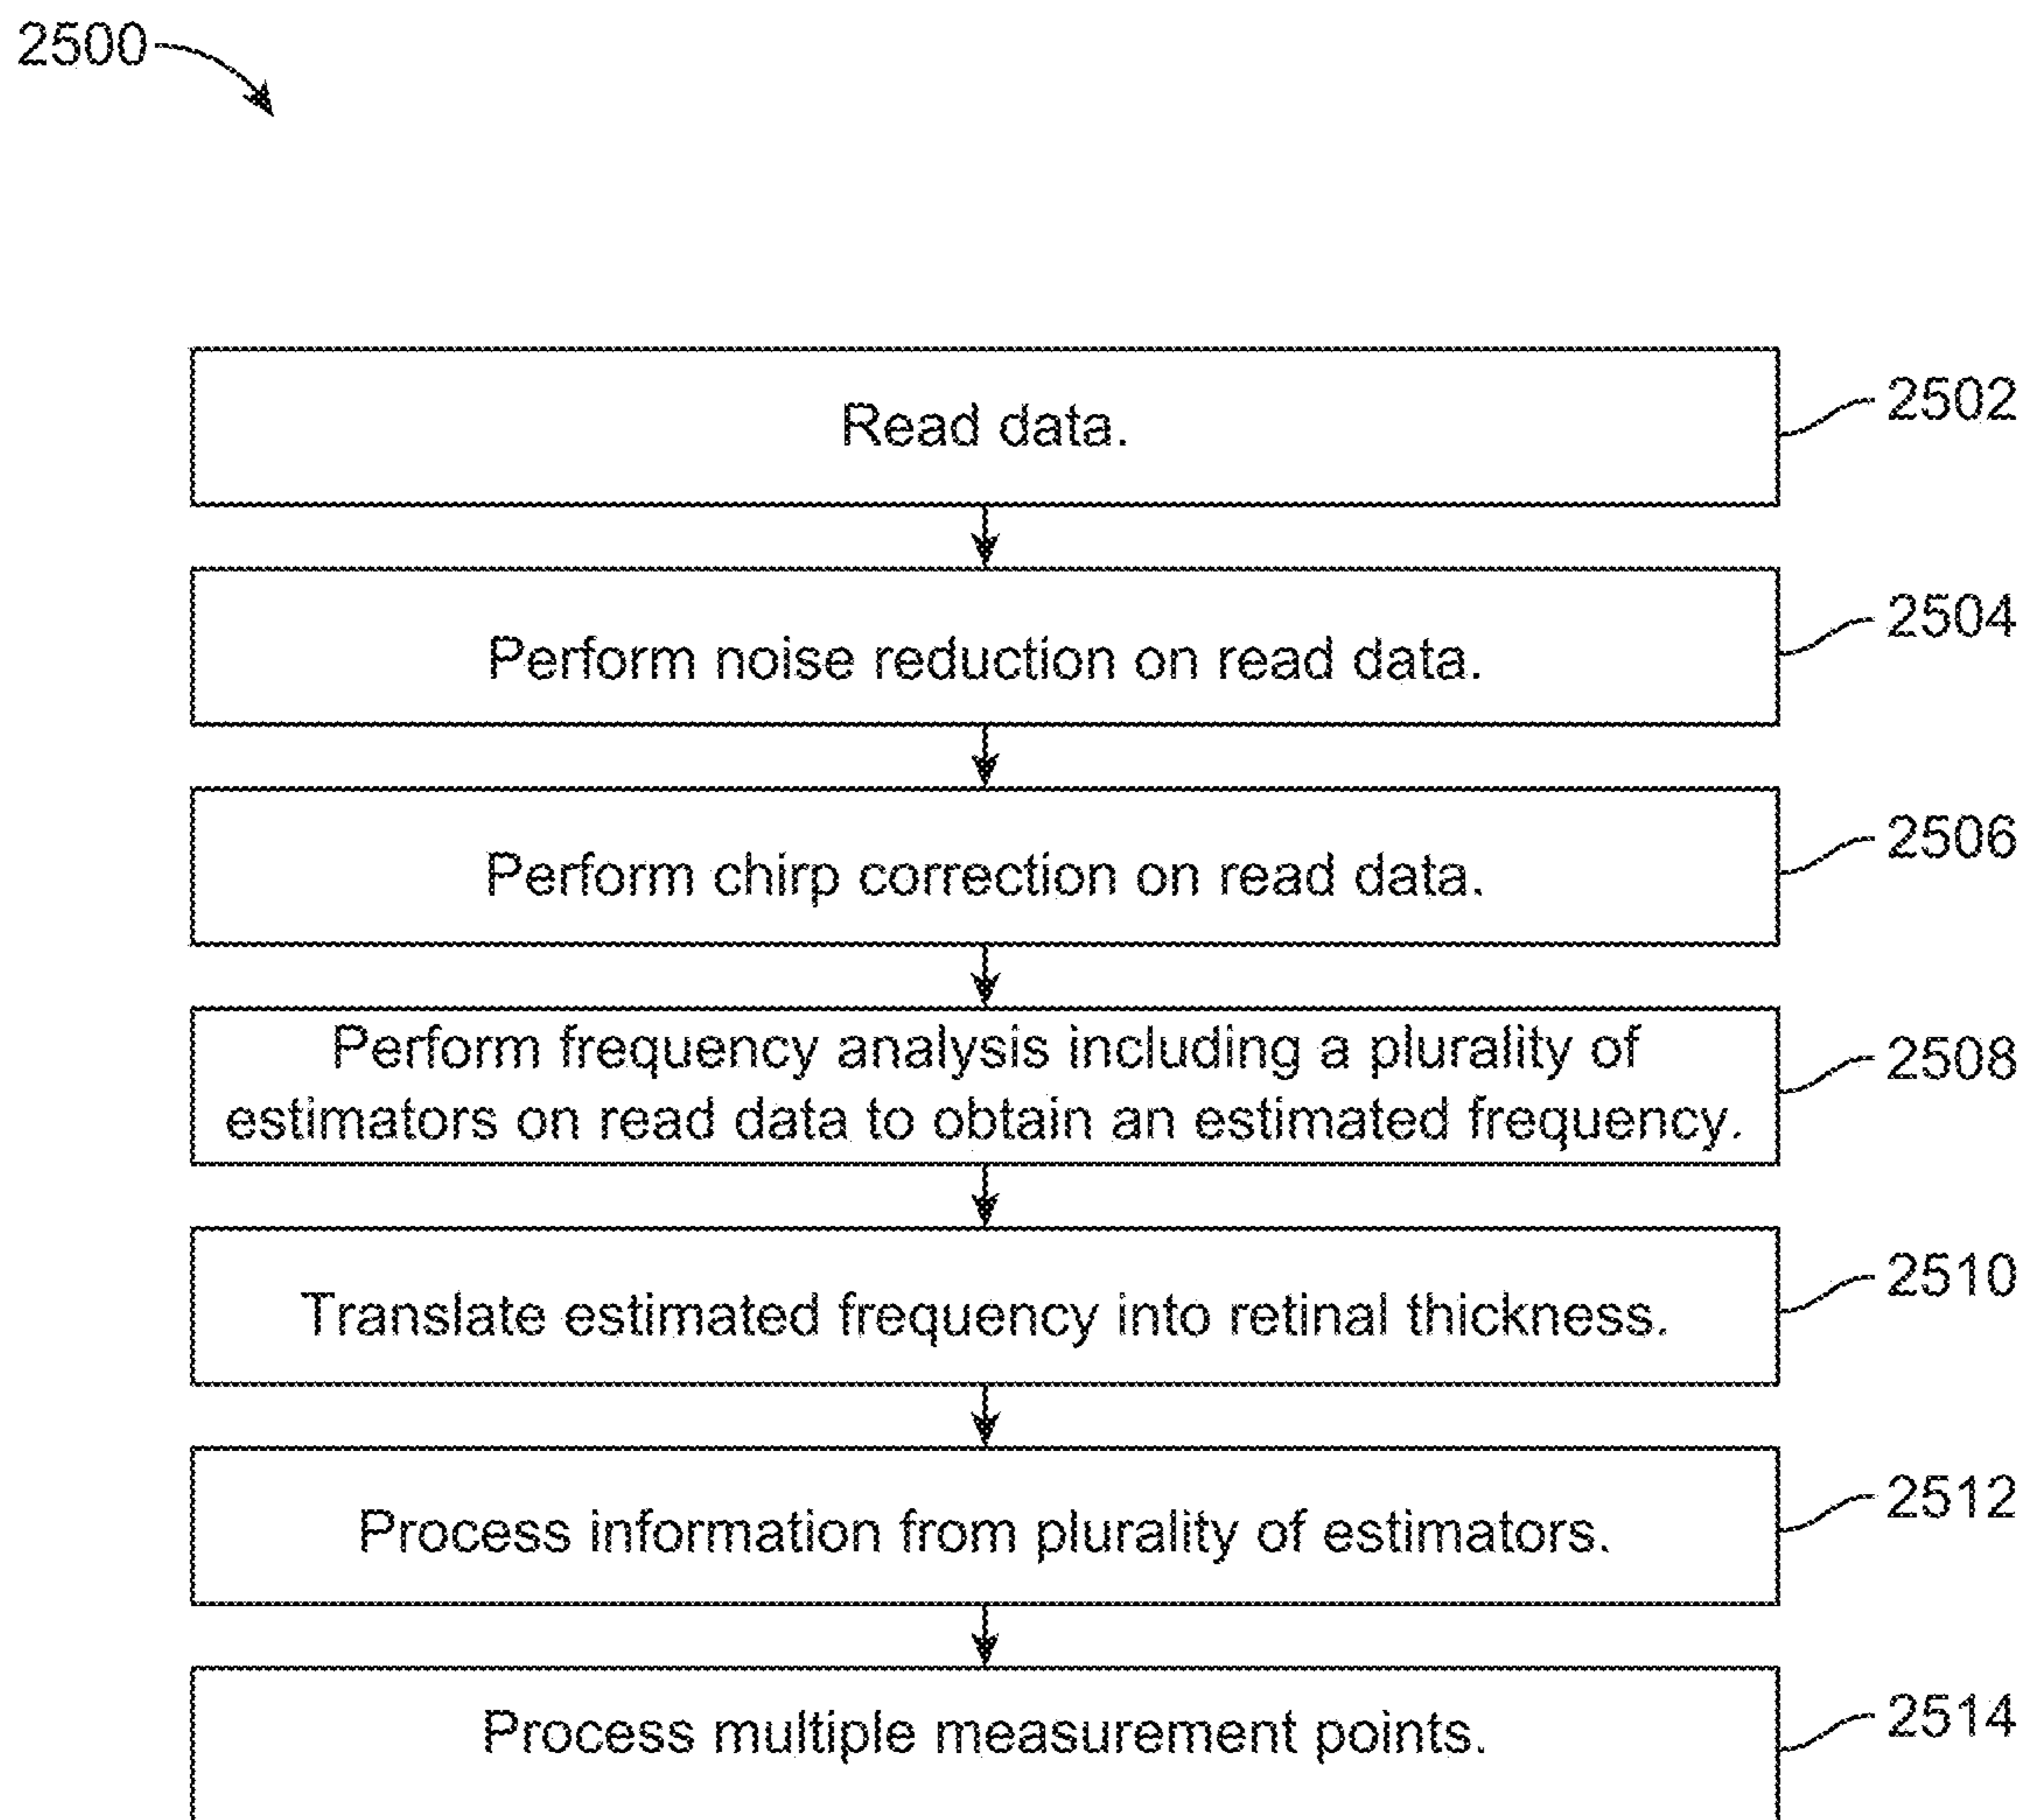 2500
Read data.
2502
Perform noise reduction on read data.
2504
Perform chirp correction on read data.
2506
Perform frequency analysis including a plurality of
estimators on read data to obtain an estimated frequency.
2508
Translate estimated frequency into retinal thickness.
2510
Process information from plurality of estimators.
2512
Process multiple measurement points.
2514